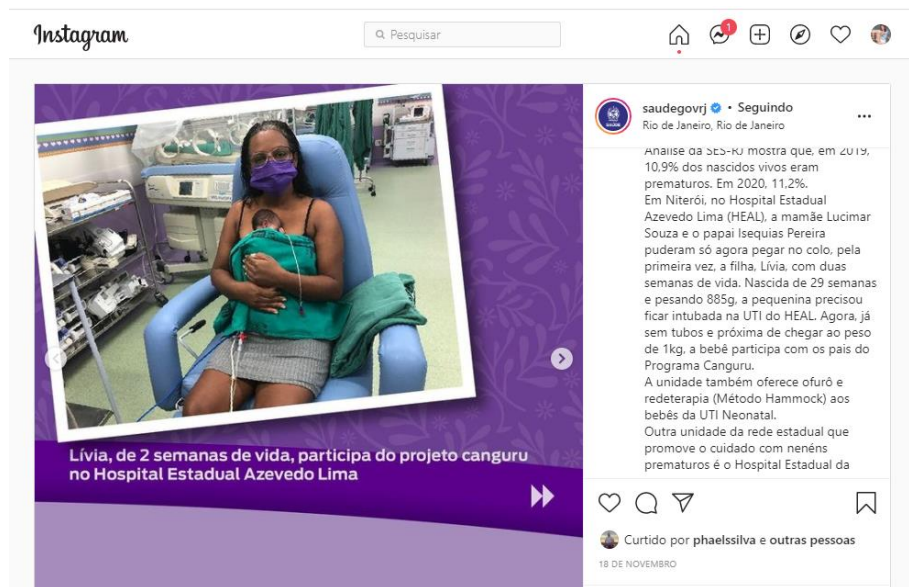 Instagram
Pesquisar
1
saudegovrj • Seguindo
Rio de Janeiro, Rio de Janeiro
Análise da SES-RJ mostra que, em 2019,
10,9% dos nascidos vivos eram
prematuros. Em 2020, 11,2%.
Em Niterói, no Hospital Estadual
Azevedo Lima (HEAL), a mamãe Lucimar
Souza e o papai Isequias Pereira
puderam só agora pegar no colo, pela
primeira vez, a filha, Lívia, com duas
semanas de vida. Nascida de 29 semanas
e pesando 885g, a pequenina precisou
ficar intubada na UTI do HEAL. Agora, já
sem tubos e próxima de chegar ao peso
de 1kg, a bebê participa com os pais do
Programa Canguru.
A unidade também oferece ofurô e
redeterapia (Método Hammock) aos
bebês da UTI Neonatal.
Outra unidade da rede estadual que
promove o cuidado com nenéns
prematuros é o Hospital Estadual da
Lívia, de 2 semanas de vida, participa do projeto canguru
no Hospital Estadual Azevedo Lima
Curtido por phaelssilva e outras pessoas
18 DE NOVEMBRO